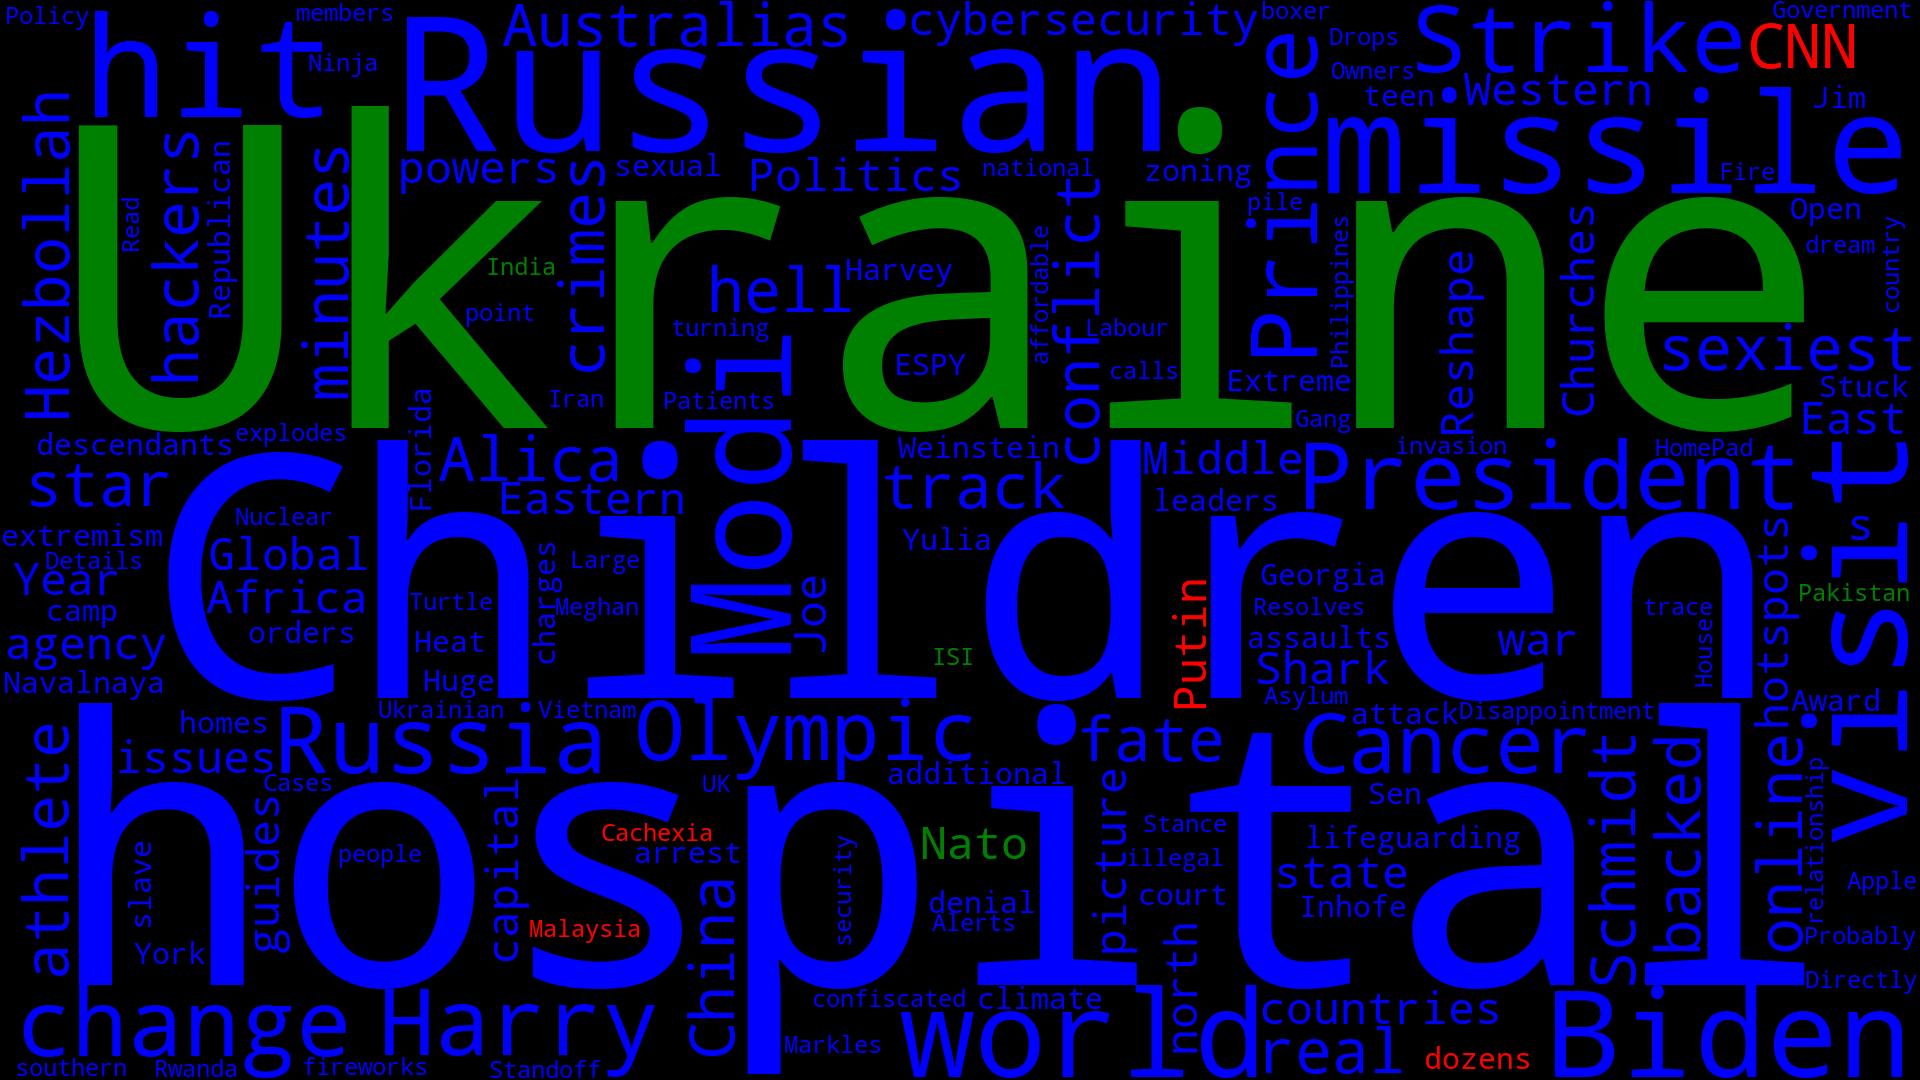 Policy
members
hit
Ninja
Russian
Australias
cybersecurity
boxer
Drops
Owners
Strike
CNN
Government
teen
Western
Jim
missile
Prince
Hezbollah
Ukraine
hackers
Read
Republican
minutes
powers
crimes
sexual
Politics
national
zoning
Fire
pile
Open
dream
country
India
point
hell
Harvey
turning
ESPY
affordable
conflict
Labour
calls
Philippines
Reshape
Churches
sexiest
Extreme
Stuck
Iran
Patients
Gang
East
descendants
explodes
Florida
Alica
Modi
Weinstein
Middle
President
invasion
HomePad
star
Eastern
track
leaders
visit
Children
extremism
Nuclear
Details
Global
Year
Africa
camp
orders
agency
Navalnaya
Turtle
Heat
Huge
charges
Large
Meghan
Joe
Yulia
ISI
Putin
Georgia
Resolves
assaults
Shark
Asylum
war
trace
House
hotspots
s
Pakistan
Award
homes
issues
Russia
Ukrainian
Vietnam
Olympic
fate
Cancer
attack
Disappointment
hospital
athlete
Cases
guides
slave
York
people
capital
UK
Cachexia
arrest
Malaysia
China
security
additional
Nato
denial
Alerts
picture
Stance
illegal
court
north
Sen
lifeguarding
state
Inhofe
Schmidt
backed
online
relationship
Apple
Probably
Directly
change
Harry
confiscated
climate
Markles
world
countries
real
dozens
Biden
southern
Rwanda
fireworks
Standoff